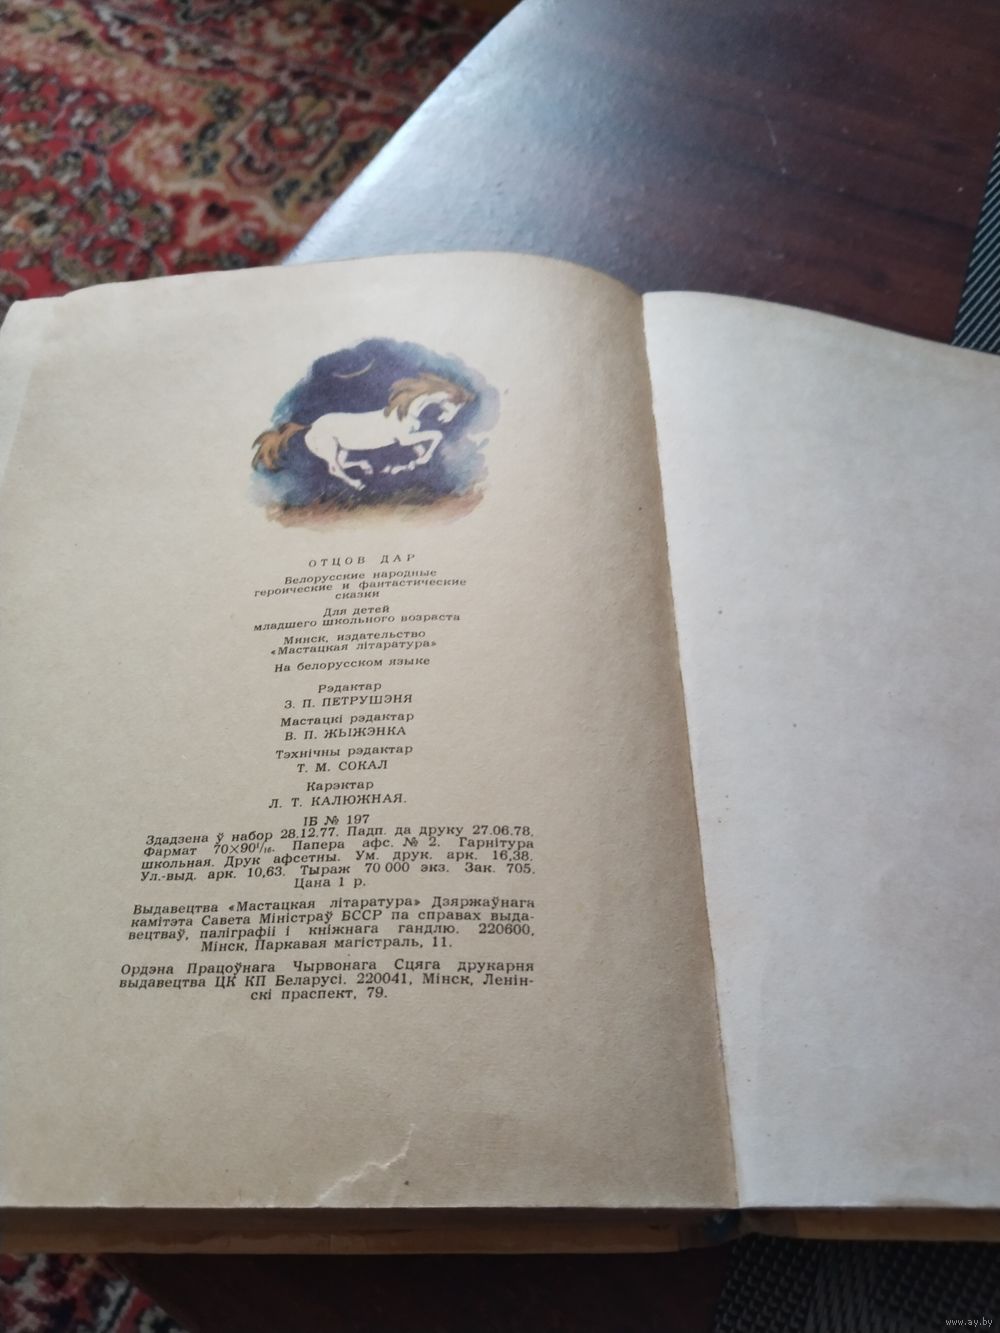 ОТЦОВ ДАР
Белорусские народные
героические и фантастические
сказки
Для детей
младшего школьного возраста
Минск, издательство
«Мастацкая літаратура»
На белорусском языке
Рэдактар
З. П. ПЕТРУШЭНЯ
Мастацкі рэдактар
В. П. ЖЫЖЭНКА
Тэхнічны рэдактар
Т. М. СОКАЛ
Карэктар
Л. Т. КАЛЮЖНАЯ.
ІБ № 197
Здадзена ў набор 28.12.77. Падп. да друку 27.06.78.
Фармат 70×90¹/₁₆. Папера афс. № 2. Гарнітура
школьная. Друк афсетны. Ум. друк. арк. 16,38.
Ул.-выд. арк. 10,63. Тыраж 70 000 экз. Зак. 705.
Цана 1 р.
Выдавецтва «Мастацкая літаратура» Дзяржаўнага
камітэта Савета Міністраў БССР па справах выда-
вецтваў, паліграфіі і кніжнага гандлю. 220600,
Мінск, Паркавая магістраль, 11.
Ордэна Працоўнага Чырвонага Сцяга друкарня
выдавецтва ЦК КП Беларусі. 220041, Мінск, Ленін-
скі праспект, 79.
www.ay.by